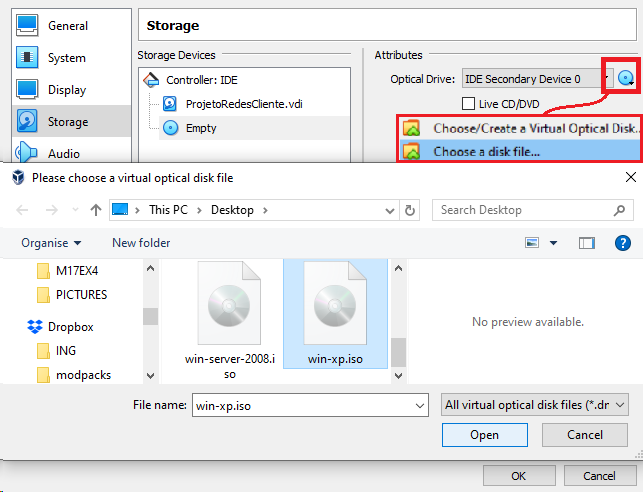 General
Storage
System
Storage Devices
Attributes
Display
Controller: IDE
Optical Drive:
IDE Secondary Device 0
ProjetoRedesCliente.vdi
Live CD/DVD
Storage
Empty
Choose/Create a Virtual Optical Disk..
Audio
Choose a disk file...
Please choose a virtual optical disk file
This PC > Desktop >
Search Desktop
Organise
New folder
M17EX4
PICTURES
Dropbox
ING
modpacks
win-server-2008.i
so
win-xp.iso
No preview available.
File name:
win-xp.iso
All virtual optical disk files (*.dr
Open
Cancel
OK
Cancel